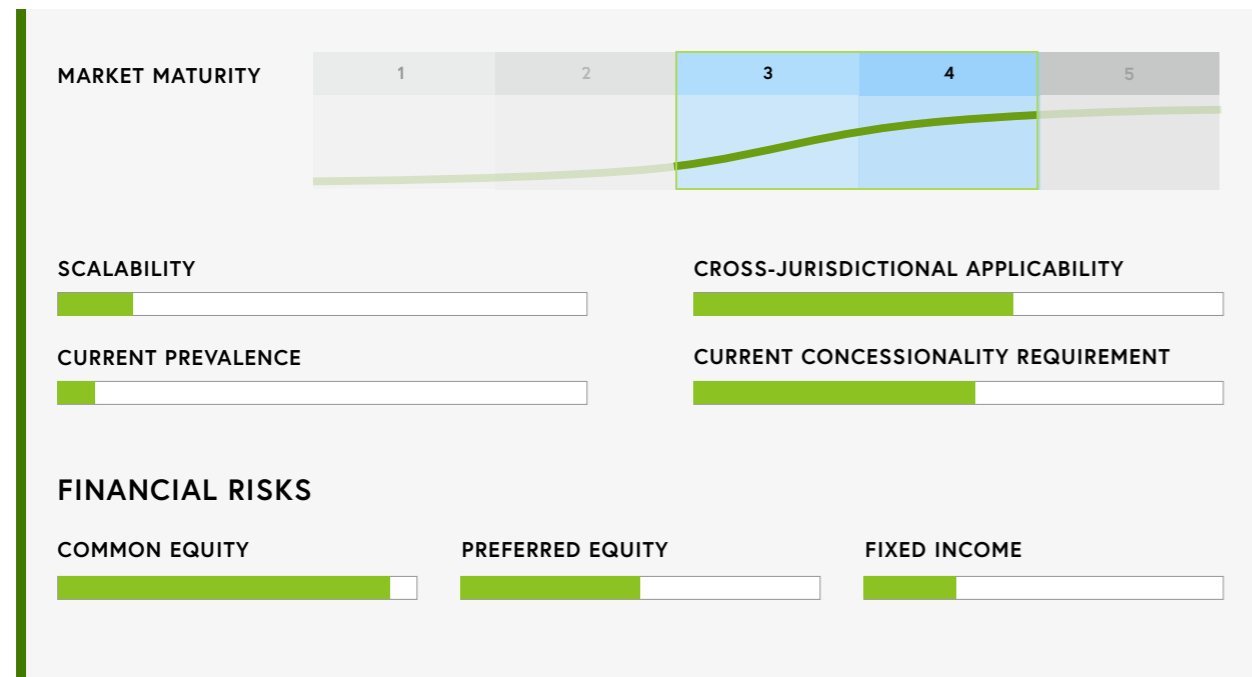 MARKET MATURITY 1 2 3 4 5
SCALABILITY
CROSS-JURISDICTIONAL APPLICABILITY
CURRENT PREVALENCE
CURRENT CONCESSIONALITY REQUIREMENT
FINANCIAL RISKS
COMMON EQUITY
PREFERRED EQUITY
FIXED INCOME